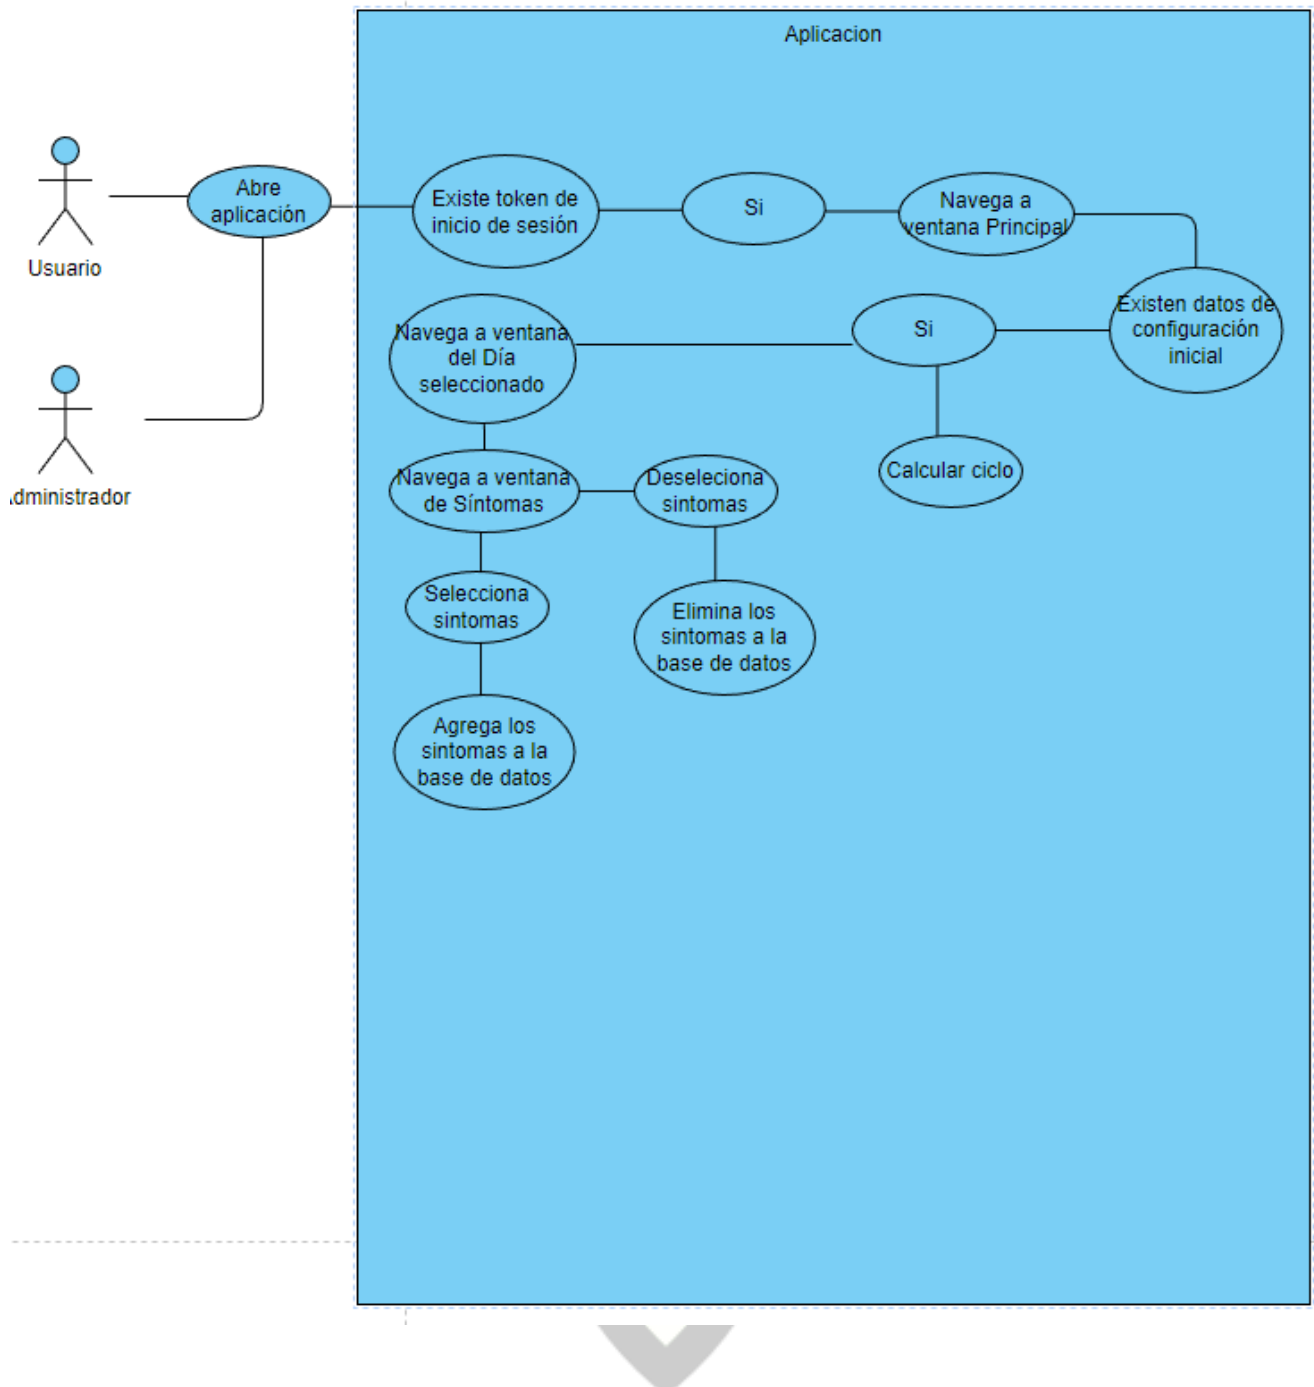 Aplicacion
Abre
aplicación
Existe token de
inicio de sesión
Si
Navega a
ventana Principal
Usuario
Existen datos de
configuración
inicial
Si
Navega a ventana
del Día
seleccionado
Calcular ciclo
Navega a ventana
de Síntomas
Deseleciona
sintomas
dministrador
Selecciona
sintomas
Elimina los
sintomas a la
base de datos
Agrega los
sintomas a la
base de datos